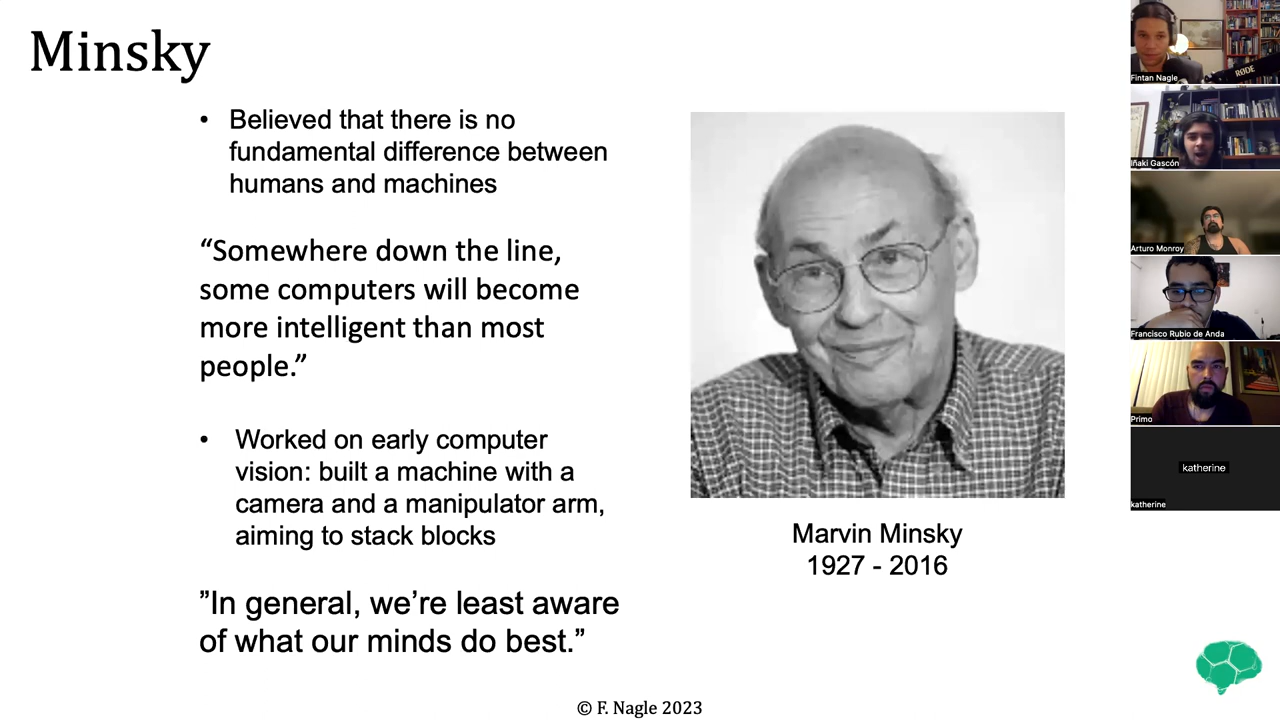 Minsky
• Believed that there is no
fundamental difference between
humans and machines
“Somewhere down the line,
some computers will become
more intelligent than most
people.”
• Worked on early computer
vision: built a machine with a
camera and a manipulator arm,
aiming to stack blocks
”In general, we’re least aware
of what our minds do best.”
Marvin Minsky
1927 - 2016
© F. Nagle 2023
RØDE
Fintan Nagle
Iñaki Gascón
Arturo Monroy
Francisco Rubio de Anda
Primo
katherine
katherine